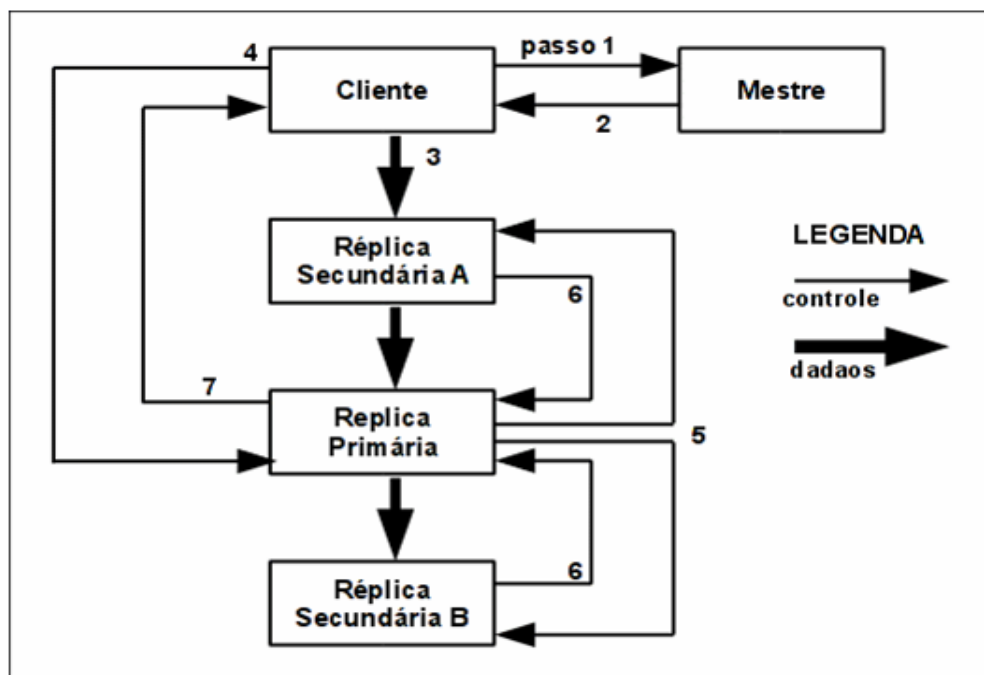 4
passo 1
Cliente
Mestre
2
3
Réplica
Secundária A
LEGENDA
controle
6
dadaos
7
Replica
Primária
5
Réplica
Secundária B
6